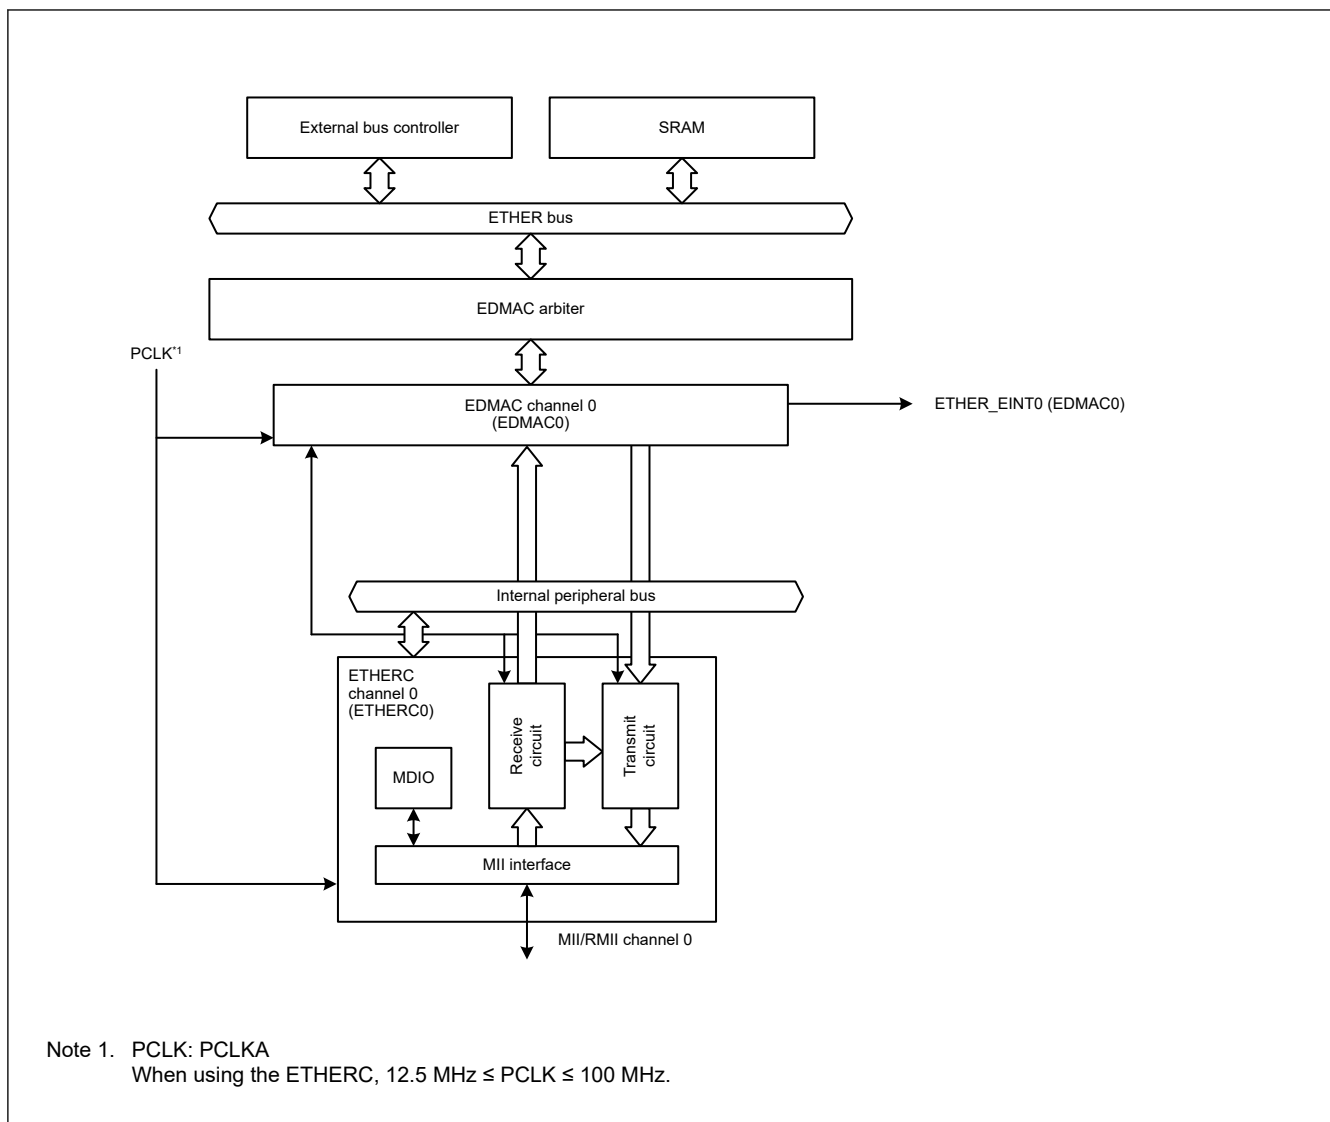 External bus controller
SRAM
ETHER bus
EDMAC arbiter
PCLK*1
EDMAC channel 0
(EDMAC0)
ETHER_EINT0 (EDMAC0)
Internal peripheral bus
ETHERC
channel 0
(ETHERC0)
Receive
circuit
Transmit
circuit
MDIO
MII interface
MII/RMII channel 0
Note 1. PCLK: PCLKA
When using the ETHERC, 12.5 MHz ≤ PCLK ≤ 100 MHz.